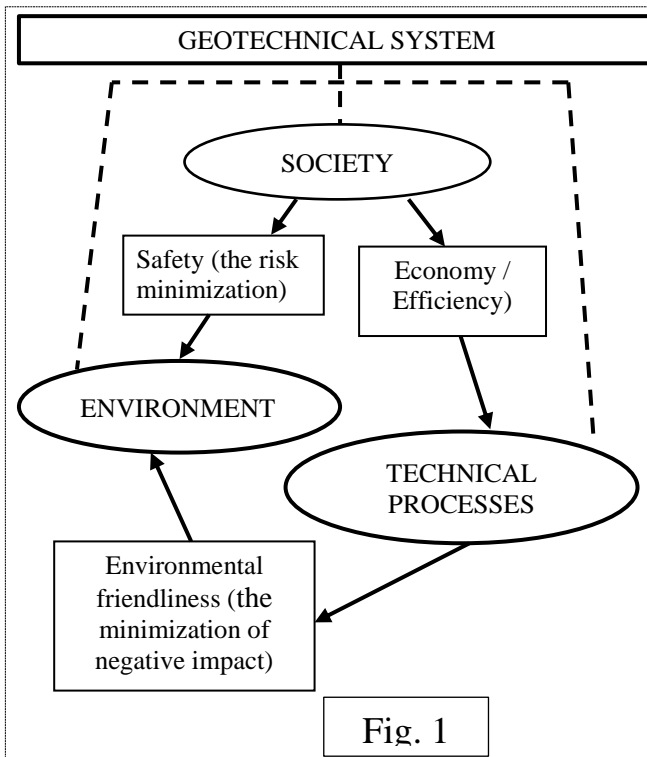 GEOTECHNICAL SYSTEM
SOCIETY
Safety (the risk
minimization)
Economy /
Efficiency)
ENVIRONMENT
TECHNICAL
PROCESSES
Environmental
friendliness (the
minimization of
negative impact)
Fig. 1